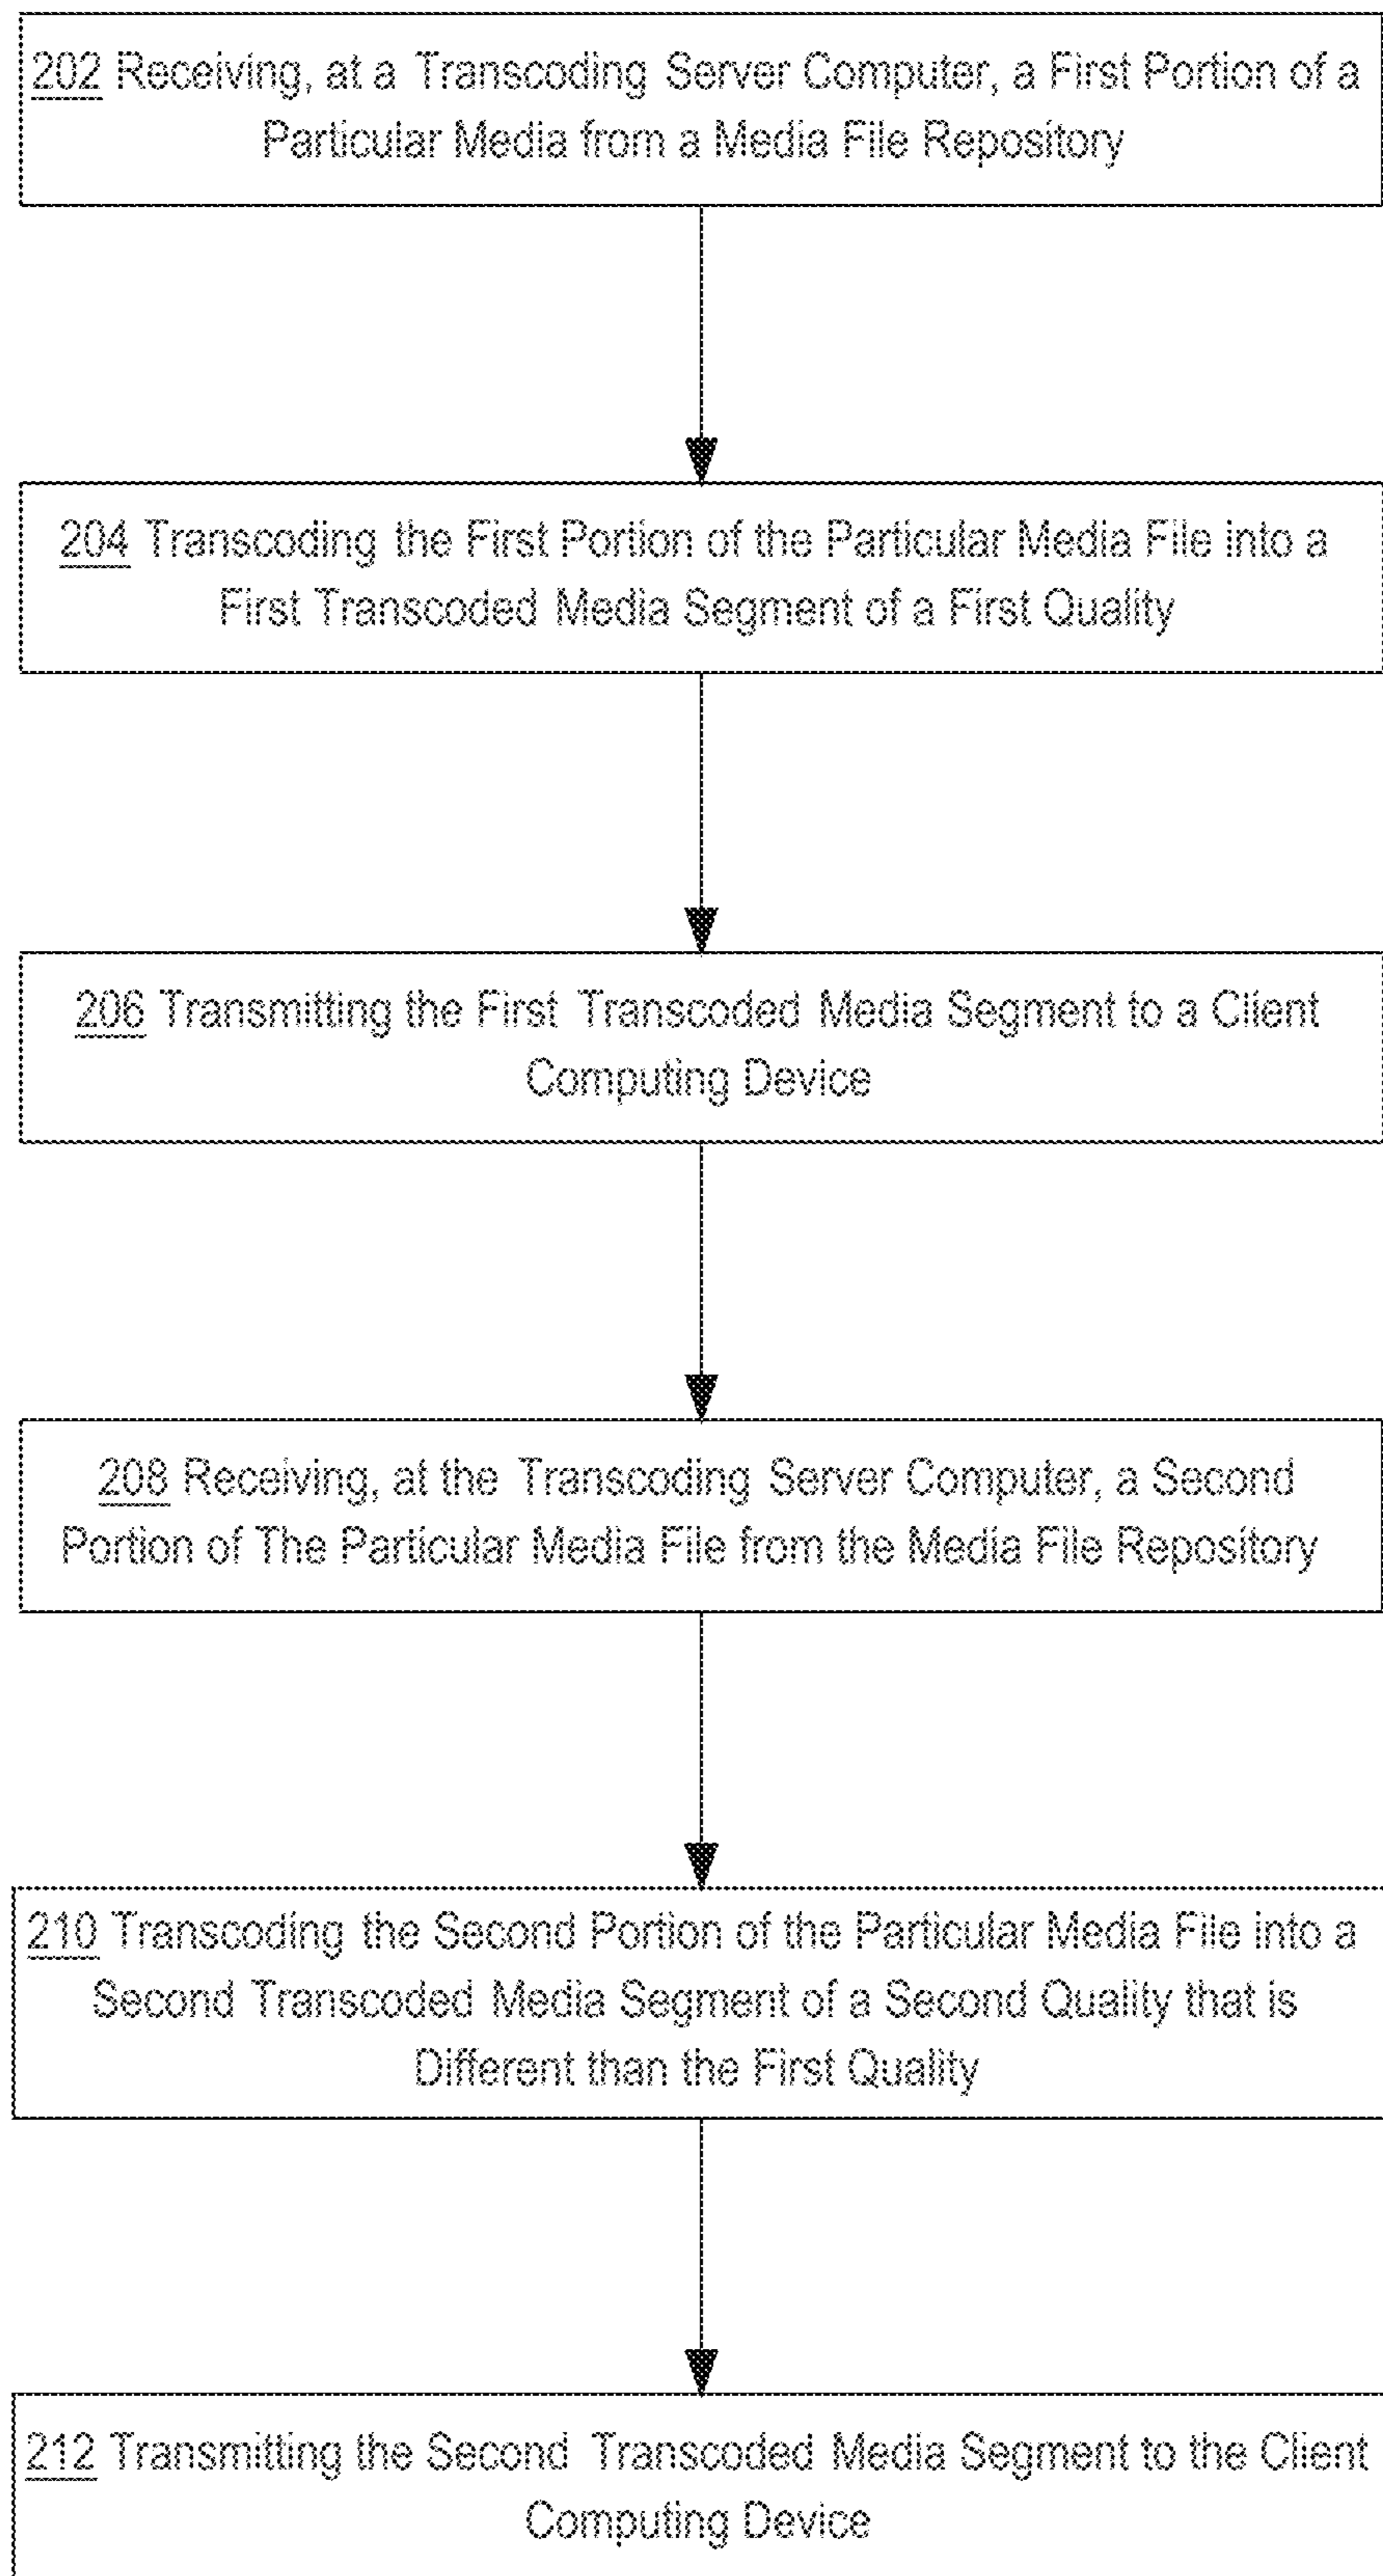 202 Receiving, at a Transcoding Server Computer, a First Portion of a
Particular Media from a Media File Repository
204 Transcoding the First Portion of the Particular Media File into a
First Transcoded Media Segment of a First Quality
206 Transmitting the First Transcoded Media Segment to a Client
Computing Device
208 Receiving, at the Transcoding Server Computer, a Second
Portion of The Particular Media File from the Media File Repository
210 Transcoding the Second Portion of the Particular Media File into a
Second Transcoded Media Segment of a Second Quality that is
Different than the First Quality
212 Transmitting the Second Transcoded Media Segment to the Client
Computing Device